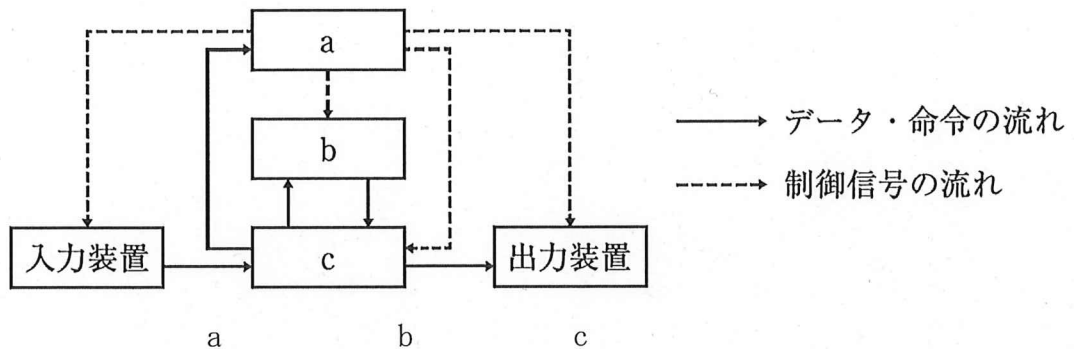 a
b
データ・命令の流れ
制御信号の流れ
入力装置
c
出力装置
a b c